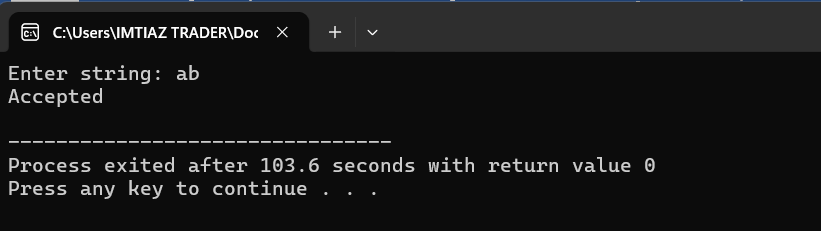 C:\Users\IMTIAZ TRADER\Doc
Enter string: ab
Accepted
--------------------------------
Process exited after 103.6 seconds with return value 0
Press any key to continue . . .